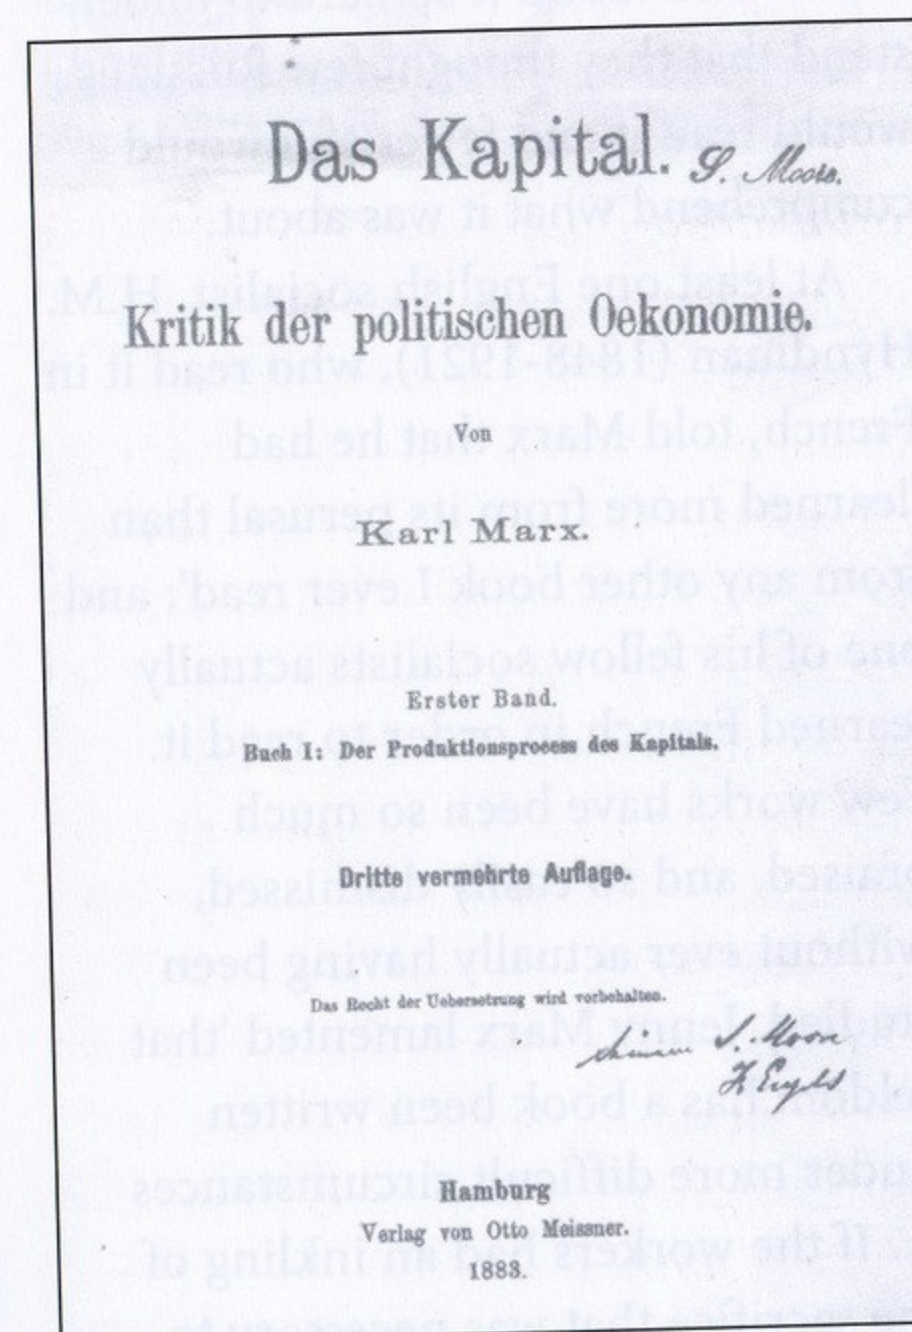 Das Kapital. S. Moore.
Kritik der politischen Oekonomie.
Von
Karl Marx.
Erster Band.
Buch I: Der Produktionsprocess des Kapitals.
Dritte vermehrte Auflage.
Das Recht der Uebersetzung wird vorbehalten.
S. Moore
F Engels
Hamburg
Verlag von Otto Meissner.
1883.